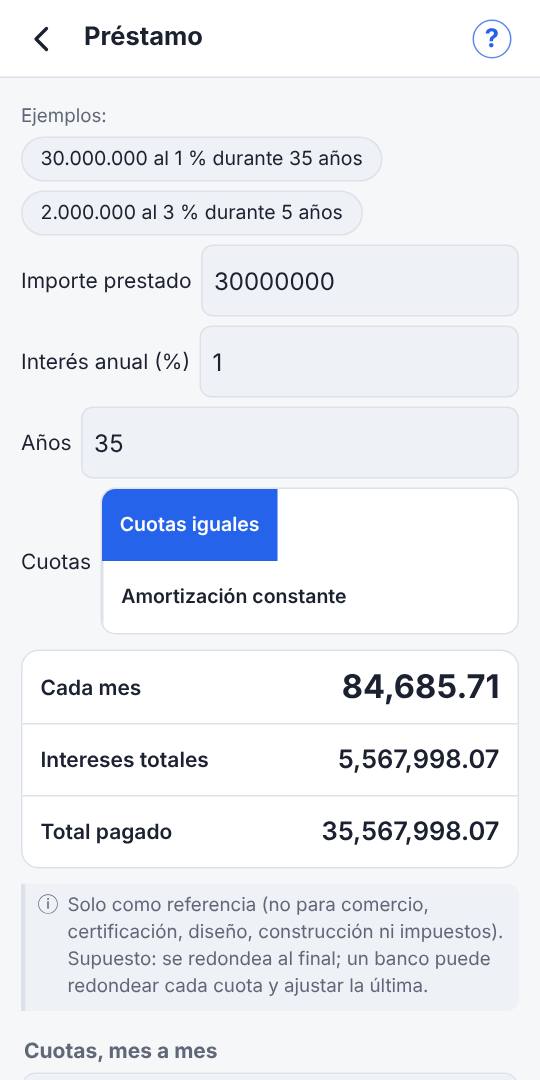 Préstamo
?
Ejemplos:
30.000.000 al 1 % durante 35 años
2.000.000 al 3 % durante 5 años
Importe prestado 30000000
Interés anual (%) 1
Años 35
Cuotas iguales
Cuotas
Amortización constante
Cada mes 84,685.71
Intereses totales 5,567,998.07
Total pagado 35,567,998.07
Solo como referencia (no para comercio,
certificación, diseño, construcción ni impuestos).
Supuesto: se redondea al final; un banco puede
redondear cada cuota y ajustar la última.
Cuotas, mes a mes